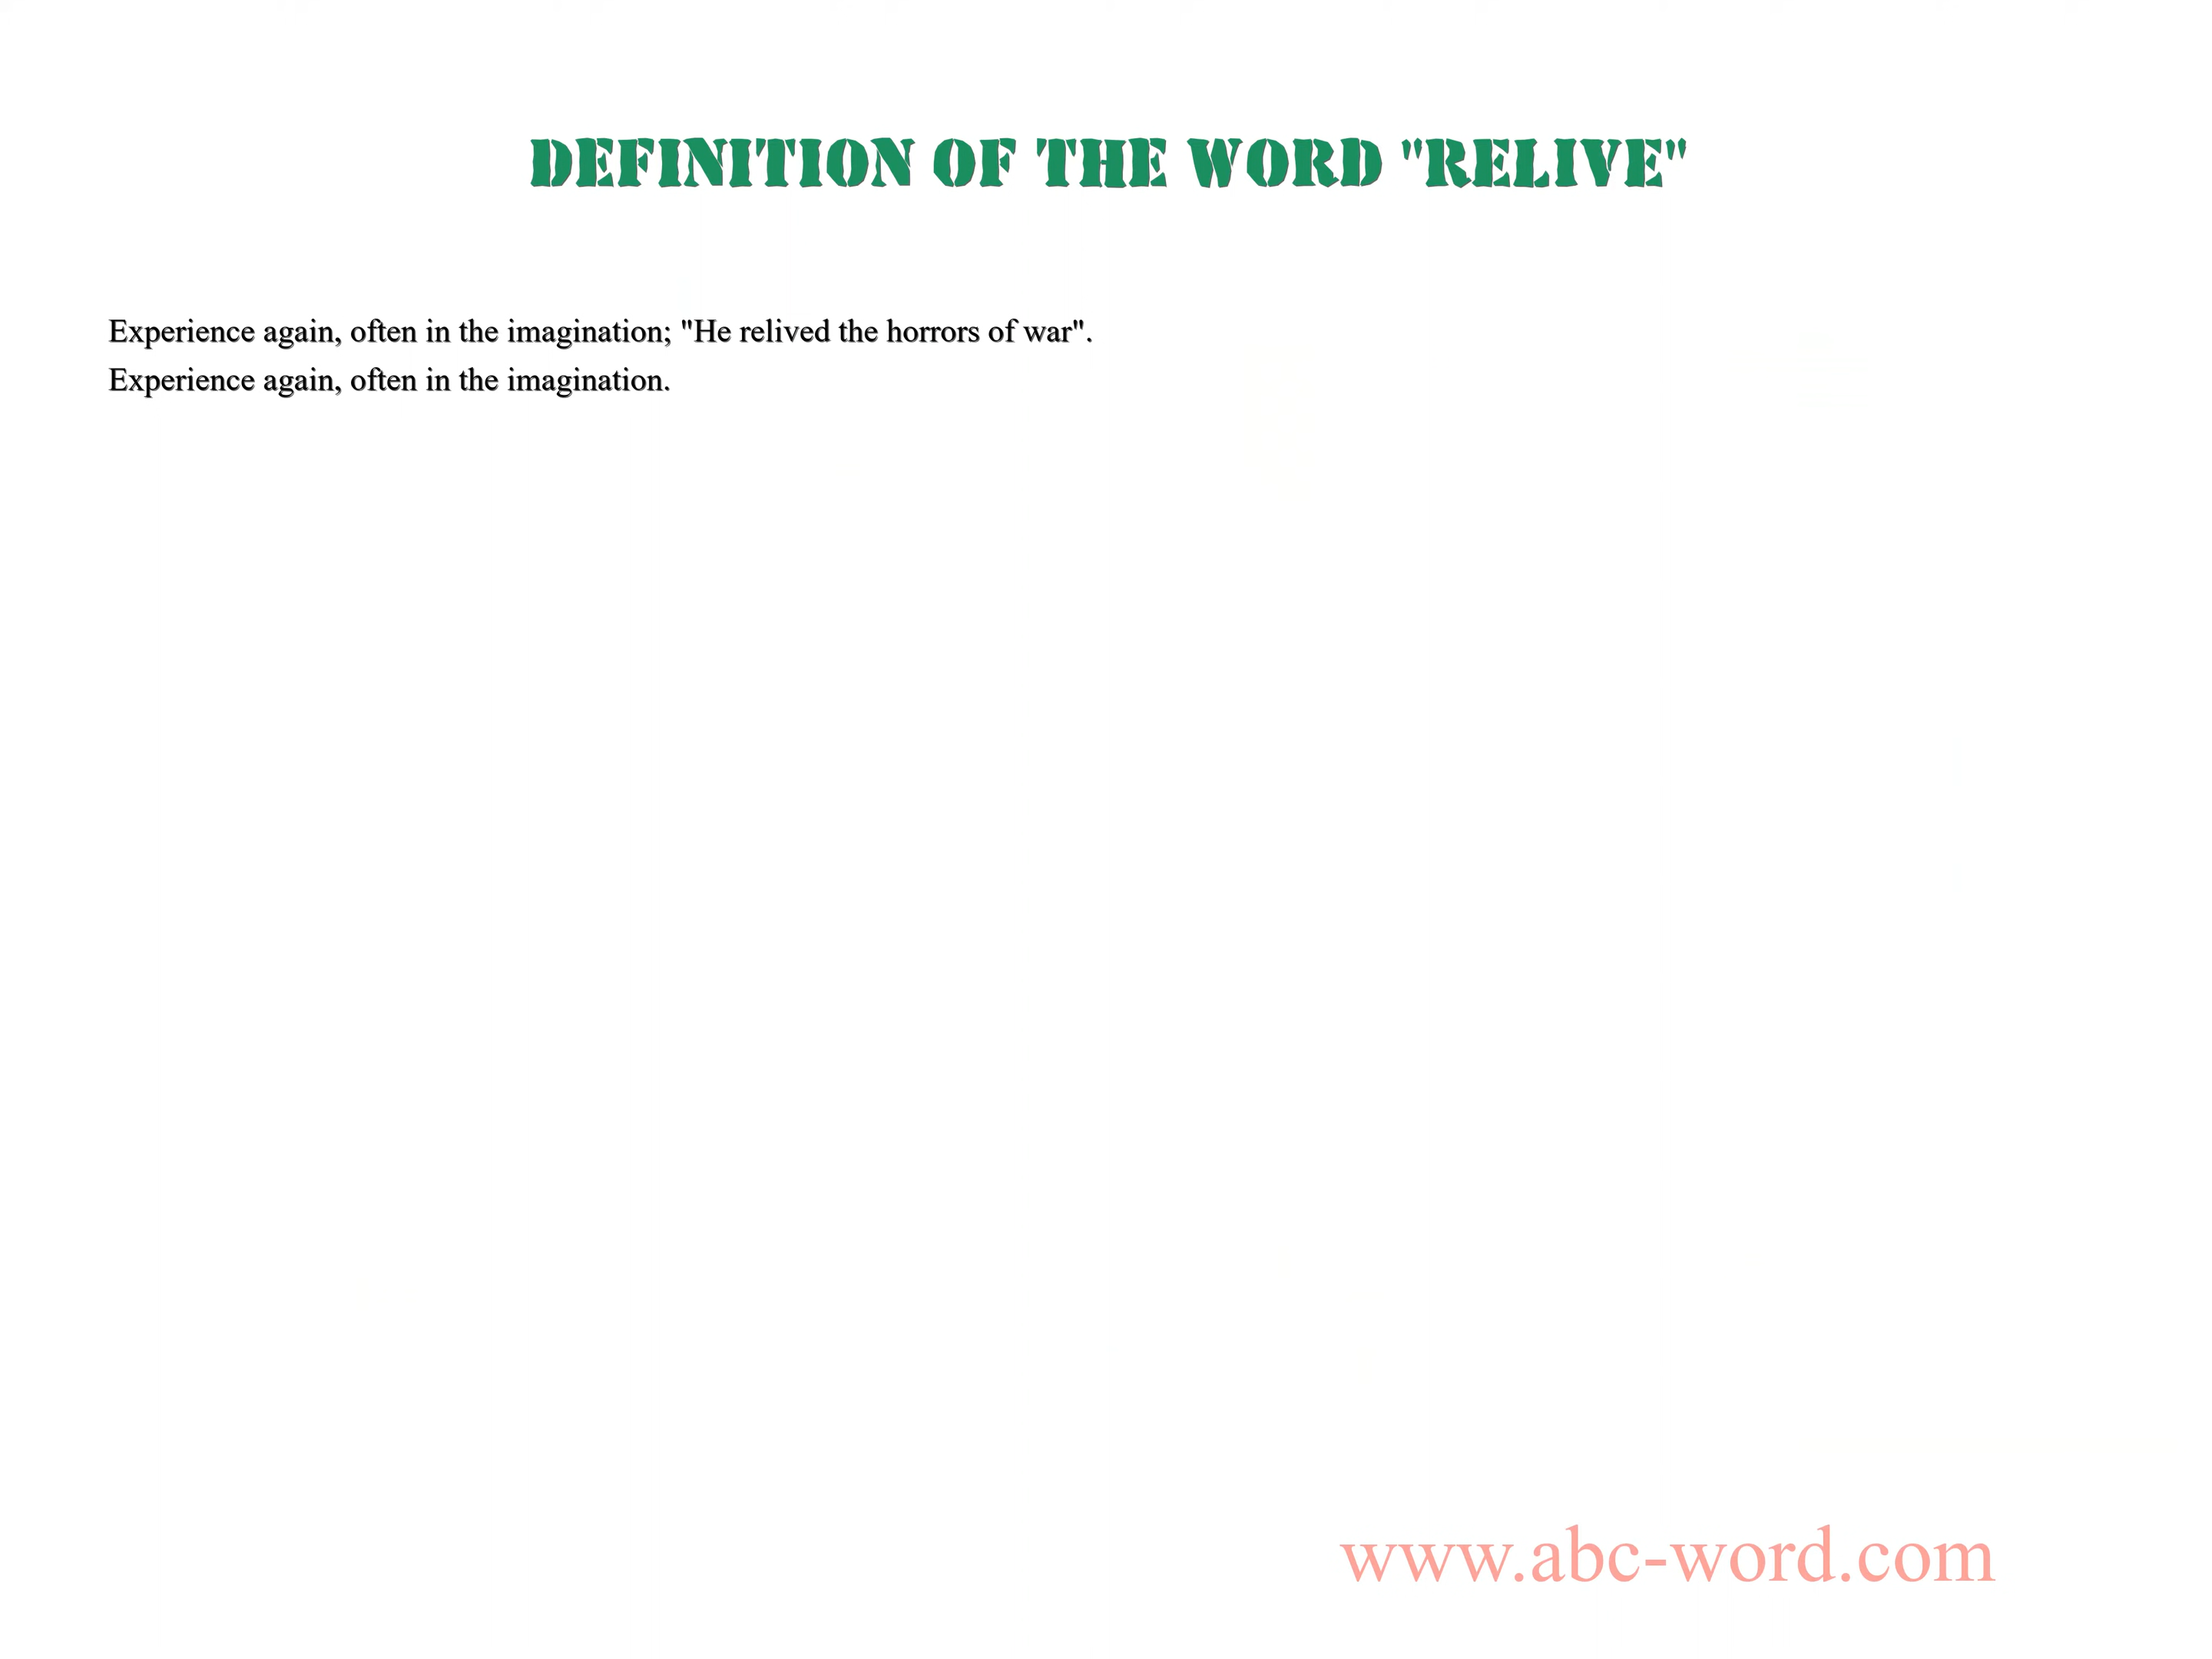 DEFINITION OF THE WORD "RELIVE"
Experience again, often in the imagination; "He relived the horrors of war".
Experience again, often in the imagination.
www.abc-word.com